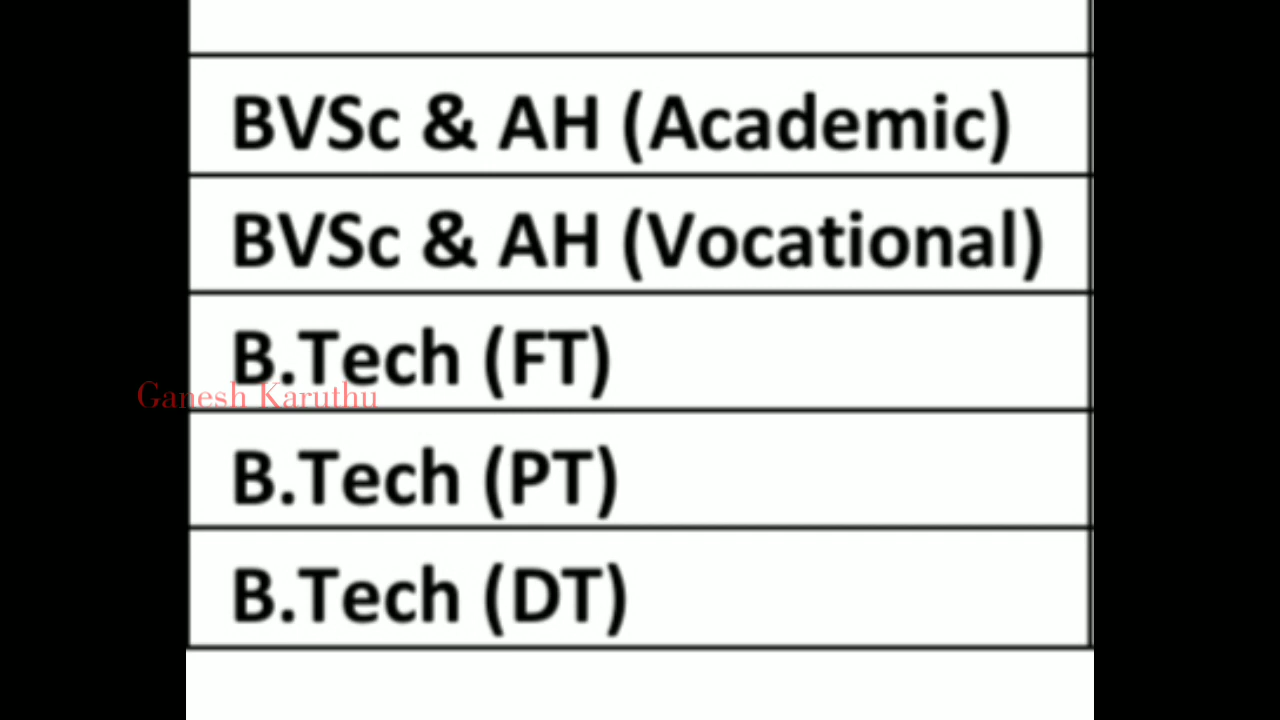 BVSc & AH (Academic)
BVSc & AH (Vocational)
B.Tech (FT)
Ganesh Karuthu
B.Tech (PT)
B.Tech (DT)